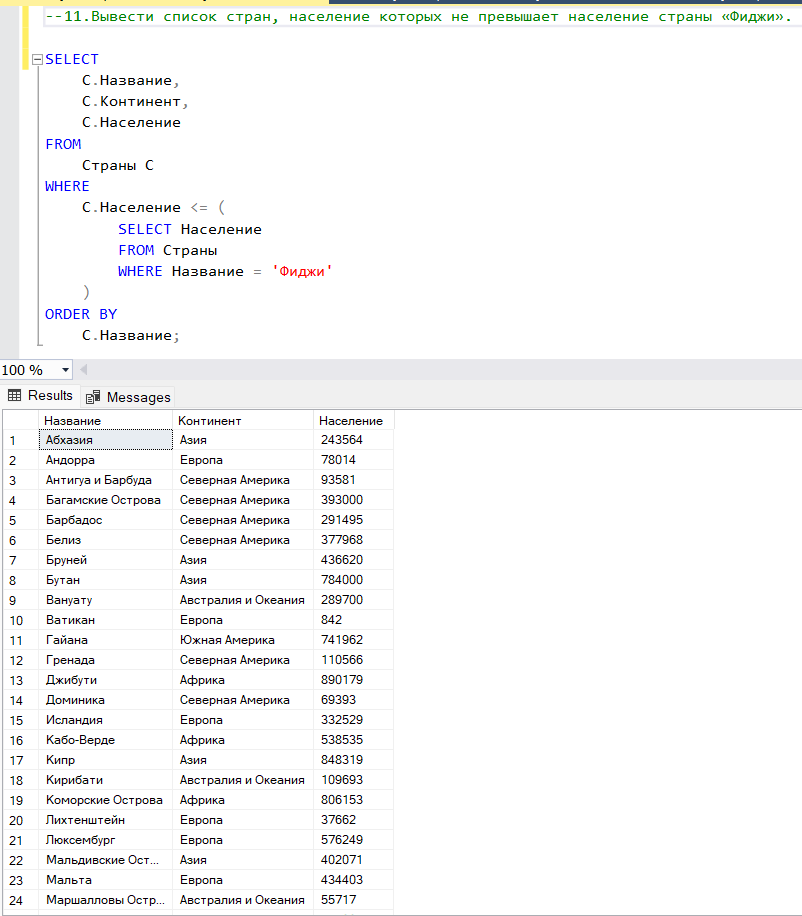 --11.Вывести список стран, население которых не превышает население страны «Фиджи».
SELECT
С.Название,
С.Континент,
С.Население
FROM
Страны С
WHERE
С.Население <= (
SELECT Население
FROM Страны
WHERE Название = 'Фиджи'
)
ORDER BY
С.Название;
100 %
Results Messages
Название Континент Население
1 Абхазия Азия 243564
2 Андорра Европа 78014
3 Антигуа и Барбуда Северная Америка 93581
4 Багамские Острова Северная Америка 393000
5 Барбадос Северная Америка 291495
6 Белиз Северная Америка 377968
7 Бруней Азия 436620
8 Бутан Азия 784000
9 Вануату Австралия и Океания 289700
10 Ватикан Европа 842
11 Гайана Южная Америка 741962
12 Гренада Северная Америка 110566
13 Джибути Африка 890179
14 Доминика Северная Америка 69393
15 Исландия Европа 332529
16 Кабо-Верде Африка 538535
17 Кипр Азия 848319
18 Кирибати Австралия и Океания 109693
19 Коморские Острова Африка 806153
20 Лихтенштейн Европа 37662
21 Люксембург Европа 576249
22 Мальдивские Ост... Азия 402071
23 Мальта Европа 434403
24 Маршалловы Остр... Австралия и Океания 55717